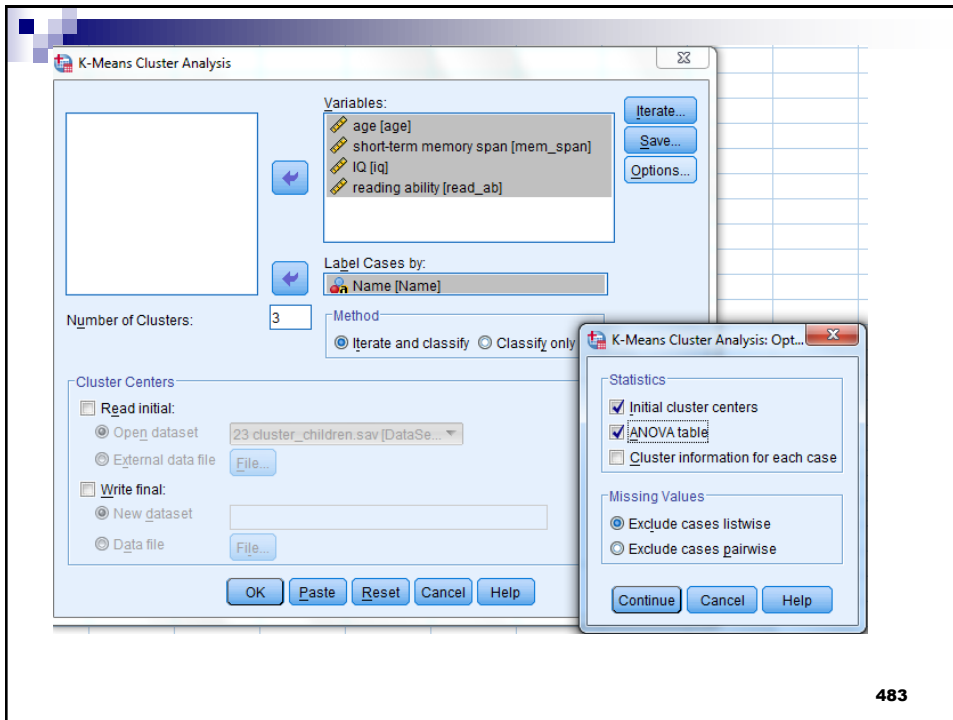 K-Means Cluster Analysis
Variables:
age [age]
short-term memory span [mem_span]
IQ [iq]
reading ability [read_ab]
Iterate...
Save...
Options...
Label Cases by:
Name [Name]
Number of Clusters:
3
Method
Iterate and classify
Classify only
Cluster Centers
Read initial:
Open dataset
23 cluster_children.sav [DataSe...
External data file
File...
Write final:
New dataset
Data file
File...
OK
Paste
Reset
Cancel
Help
K-Means Cluster Analysis: Opt...
Statistics
Initial cluster centers
ANOVA table
Cluster information for each case
Missing Values
Exclude cases listwise
Exclude cases pairwise
Continue
Cancel
Help
483